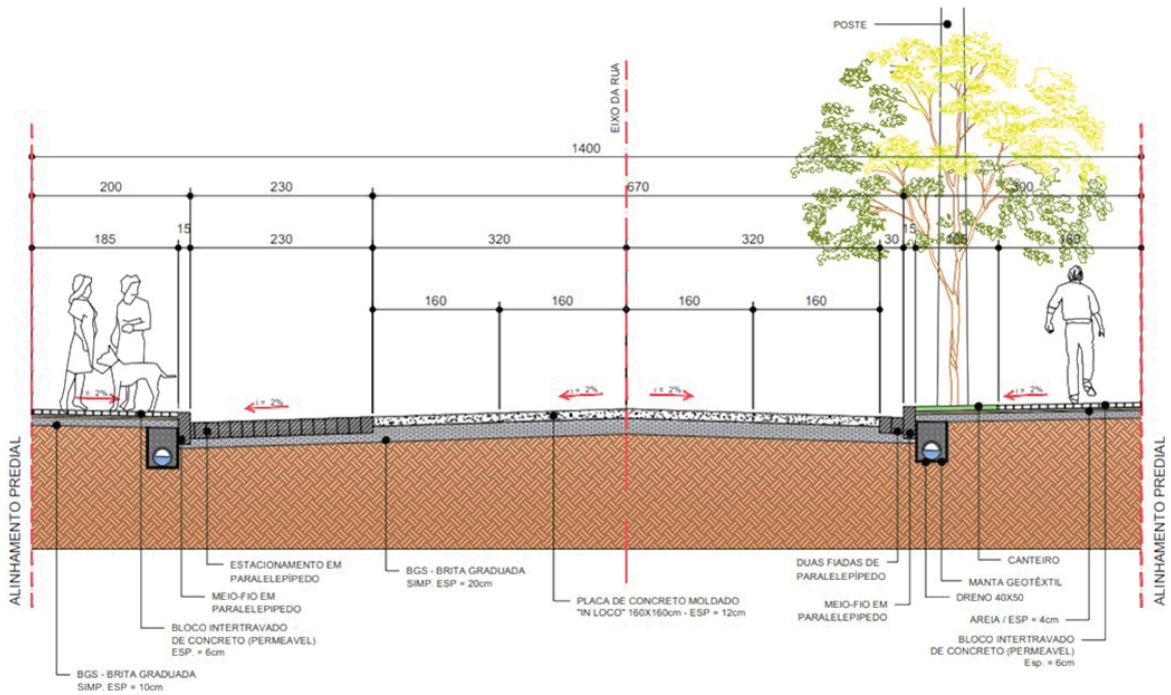 POSTE
EIXO DA RUA
1400
200
230
670
300
15
15
185
230
320
320
30
105
160
160
160
160
160
i = 2%
i = 2%
i = 2%
i = 2%
i = 2%
ALINHAMENTO PREDIAL
ALINHAMENTO PREDIAL
ESTACIONAMENTO EM
PARALELEPÍPEDO
MEIO-FIO EM
PARALELEPIPEDO
BLOCO INTERTRAVADO
DE CONCRETO (PERMEAVEL)
ESP. = 6cm
BGS - BRITA GRADUADA
SIMP. ESP = 10cm
BGS - BRITA GRADUADA
SIMP. ESP = 20cm
PLACA DE CONCRETO MOLDADO
"IN LOCO" 160X160cm - ESP = 12cm
DUAS FIADAS DE
PARALELEPÍPEDO
MEIO-FIO EM
PARALELEPIPEDO
CANTEIRO
MANTA GEOTÊXTIL
DRENO 40X50
AREIA / ESP = 4cm
BLOCO INTERTRAVADO
DE CONCRETO (PERMEAVEL)
Esp. = 6cm